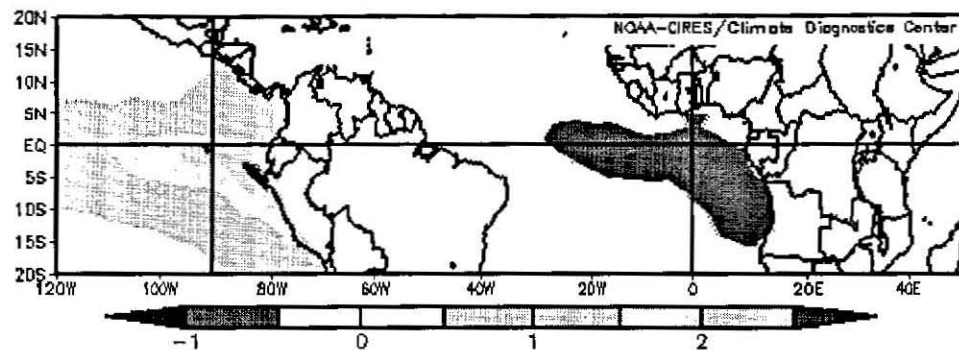 20N
NOAA-CIRES/Climate Diagnostics Center
15N
10N
5N
EQ
5S
10S
15S
20S
120W 100W 80W 60W 40W 20W 0 20E 40E
-1 0 1 2